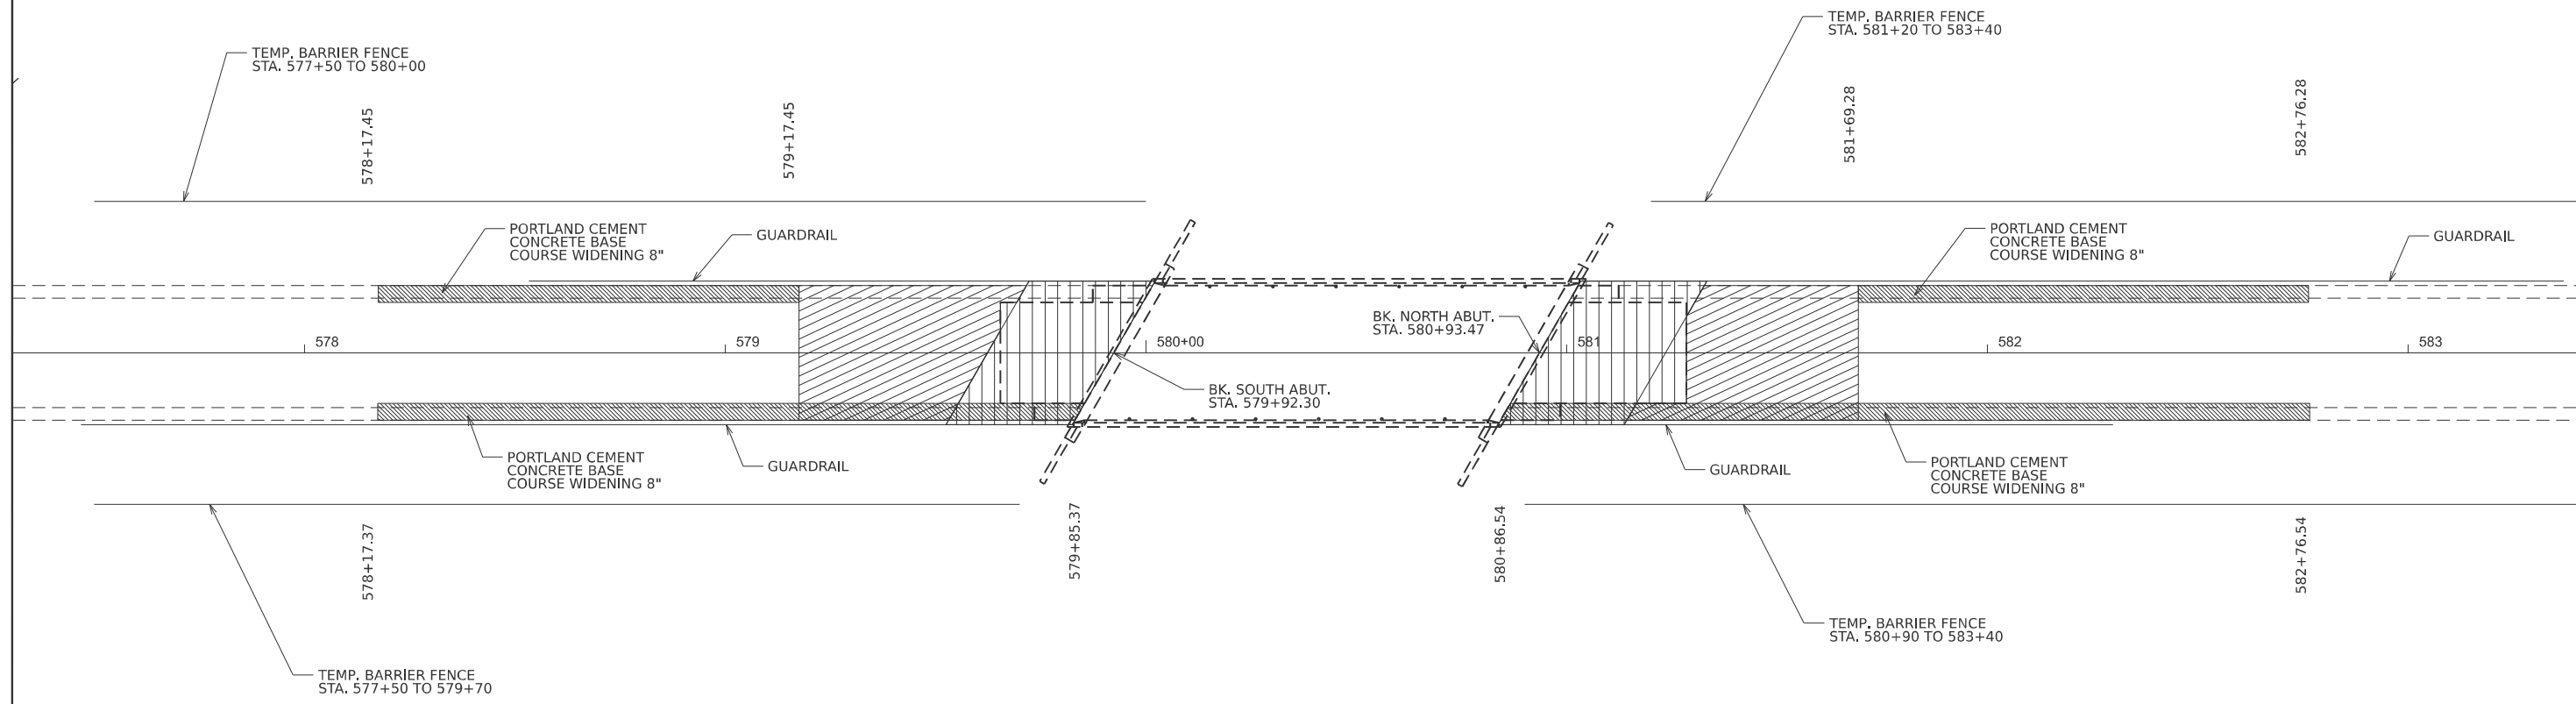 TEMP. BARRIER FENCE
STA. 581+20 TO 583+40
TEMP. BARRIER FENCE
STA. 577+50 TO 580+00
578+17.45
579+17.45
581+69.28
582+76.28
PORTLAND CEMENT
CONCRETE BASE
COURSE WIDENING 8"
GUARDRAIL
PORTLAND CEMENT
CONCRETE BASE
COURSE WIDENING 8"
GUARDRAIL
BK. NORTH ABUT.
STA. 580+93.47
578
579
580+00
581
582
583
BK. SOUTH ABUT.
STA. 579+92.30
PORTLAND CEMENT
CONCRETE BASE
COURSE WIDENING 8"
GUARDRAIL
GUARDRAIL
PORTLAND CEMENT
CONCRETE BASE
COURSE WIDENING 8"
578+17.37
579+85.37
580+86.54
582+76.54
TEMP. BARRIER FENCE
STA. 580+90 TO 583+40
TEMP. BARRIER FENCE
STA. 577+50 TO 579+70